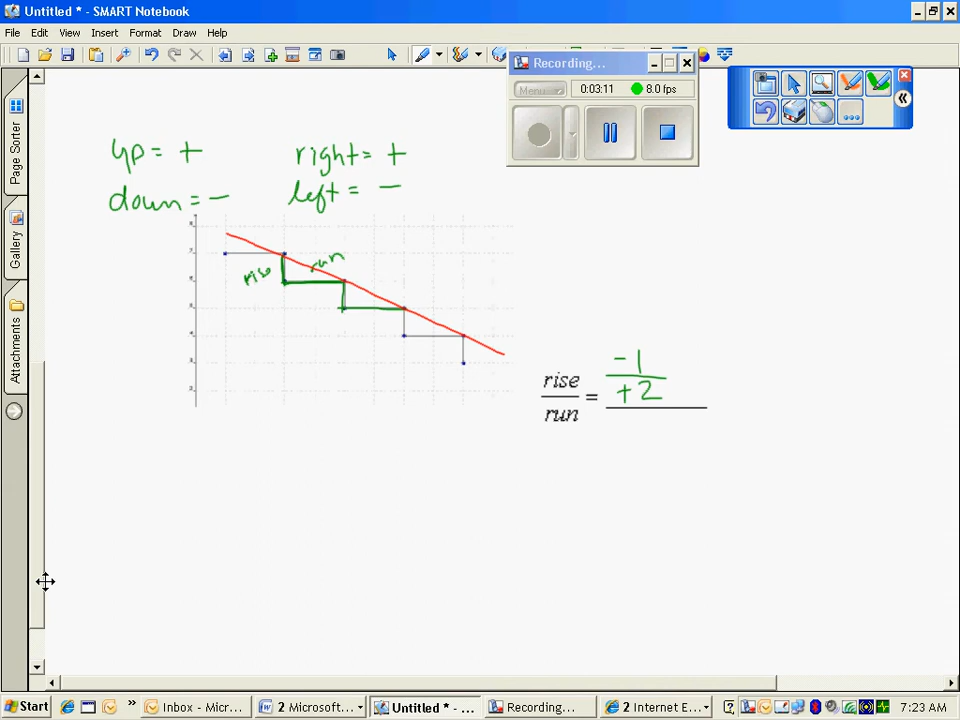 Untitled * - SMART Notebook
File Edit View Insert Format Draw Help
Recording...
Menu
0:03:11 8.0 fps
Page Sorter
Gallery
Attachments
up = + right = +
down = - left = -
rise run
rise/run = -1/+2
Start
»
Inbox - Micr...
2 Microsoft...
Untitled * - S...
Recording...
2 Internet E...
7:23 AM